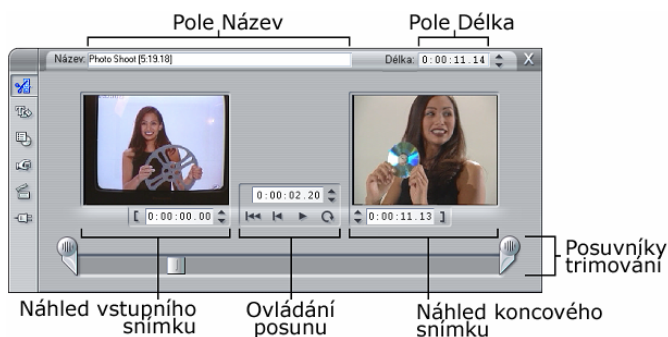 Pole Název Pole Délka
Název: Photo Shoot [5:19.18] Délka: 0:00:11.14 X
0:00:02.20
[ 0:00:00.00 0:00:11.13 ]
Posuvníky
trimování
Náhled vstupního
snímku
Ovládání
posunu
Náhled koncového
snímku